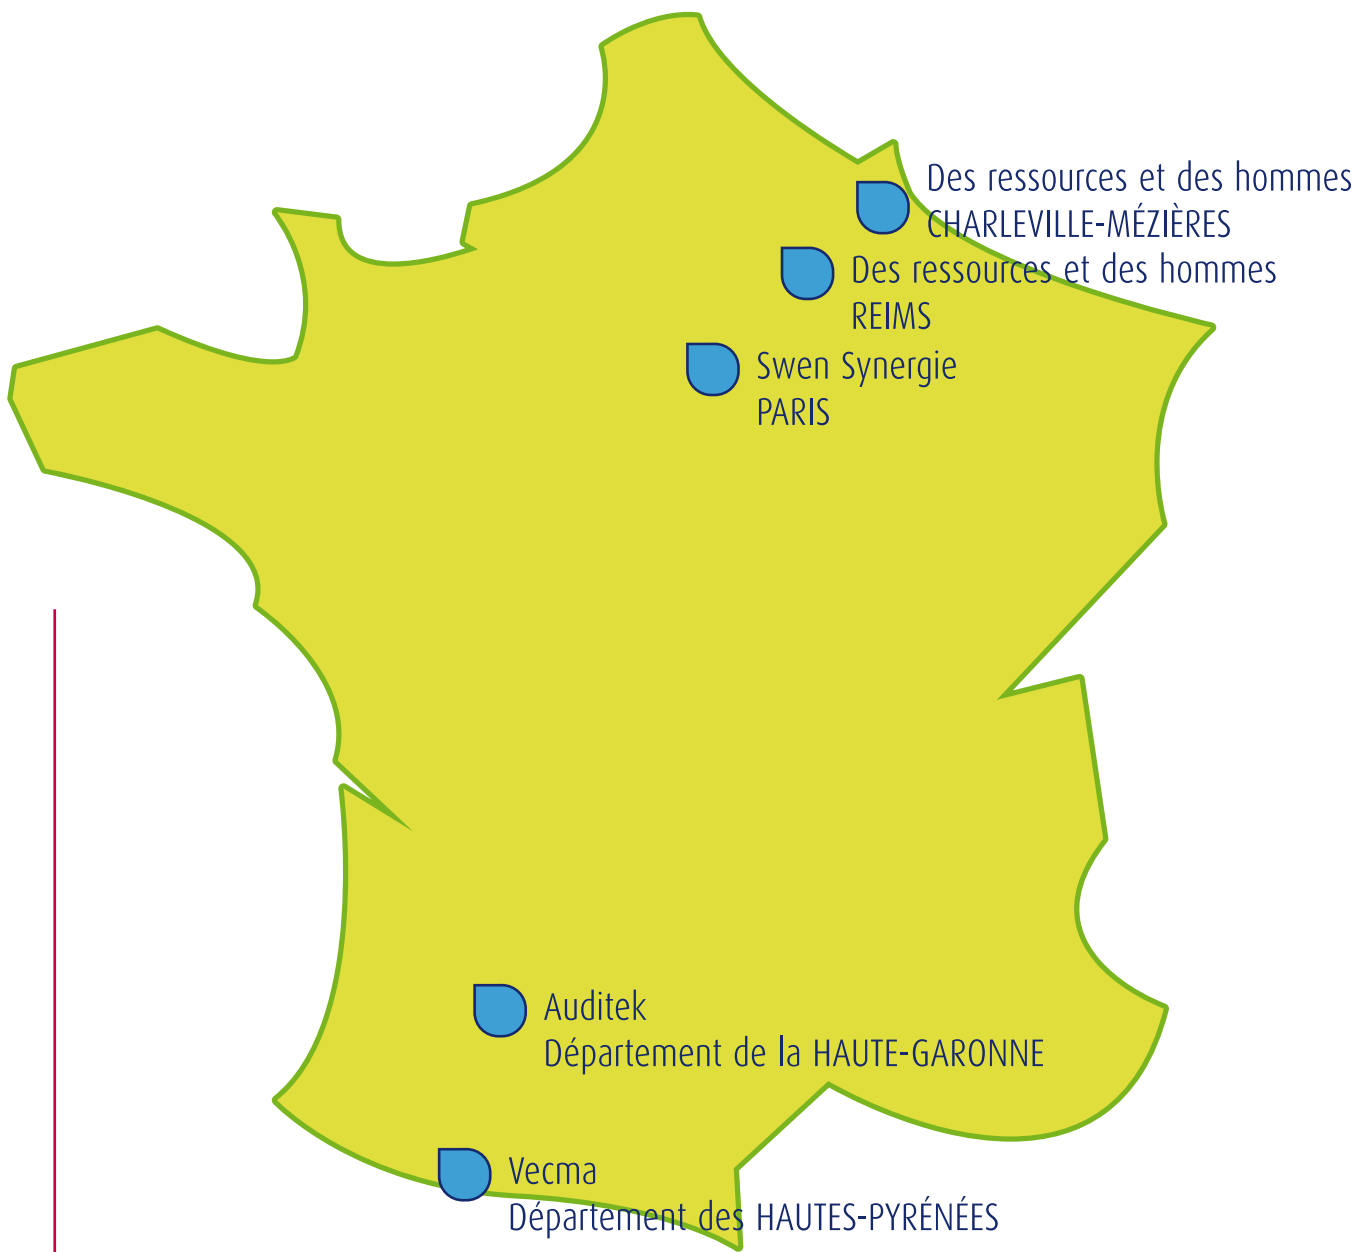 Des ressources et des hommes
CHARLEVILLE-MÉZIÈRES
Des ressources et des hommes
REIMS
Swen Synergie
PARIS
Auditek
Département de la HAUTE-GARONNE
Vecma
Département des HAUTES-PYRÉNÉES